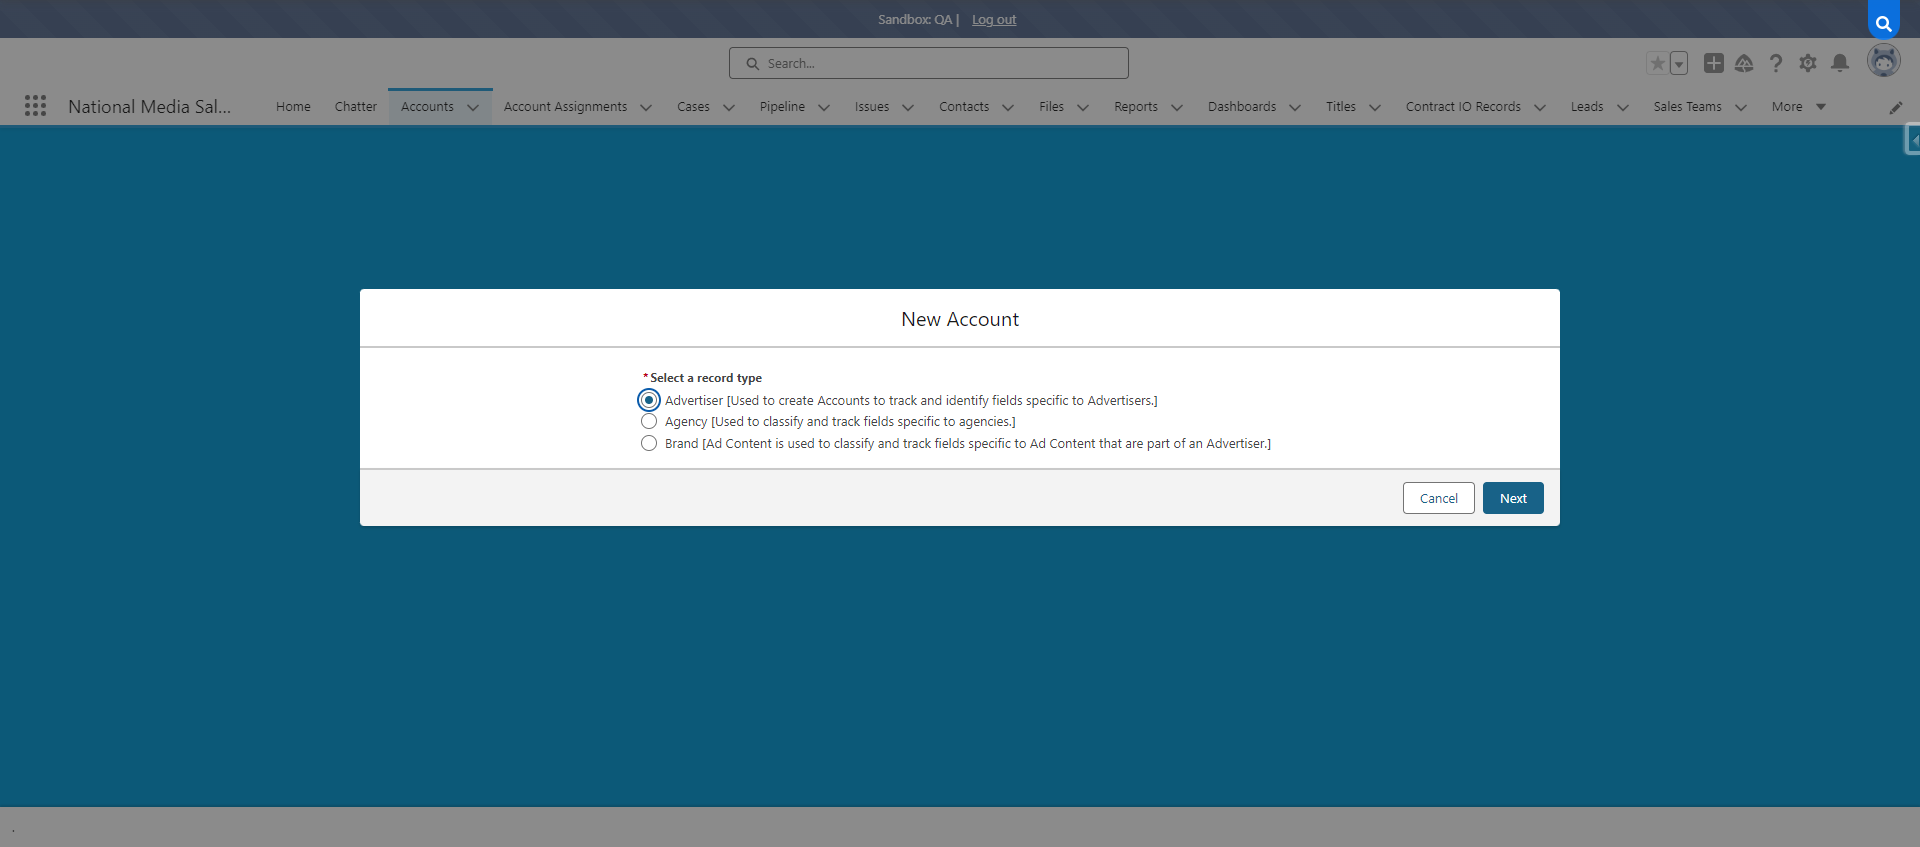 Sandbox: QA | Log out
Search...
National Media Sal...
Home Chatter Accounts Account Assignments Cases Pipeline Issues Contacts Files Reports Dashboards Titles Contract IO Records Leads Sales Teams More
New Account
*Select a record type
Advertiser [Used to create Accounts to track and identify fields specific to Advertisers.]
Agency [Used to classify and track fields specific to agencies.]
Brand [Ad Content is used to classify and track fields specific to Ad Content that are part of an Advertiser.]
Cancel Next
.